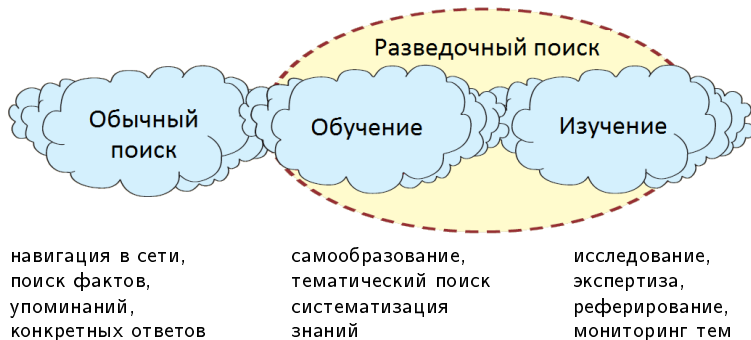 Разведочный поиск
Обычный
поиск
Обучение
Изучение
навигация в сети,
поиск фактов,
упоминаний,
конкретных ответов
самообразование,
тематический поиск
систематизация
знаний
исследование,
экспертиза,
реферирование,
мониторинг тем